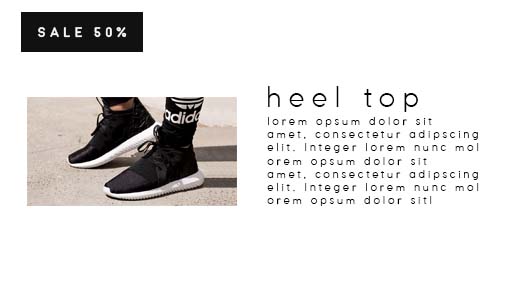 SALE 50%
adidas
heel top
lorem opsum dolor sit
amet, consectetur adipscing
elit. Integer lorem nunc mol
orem opsum dolor sit
amet, consectetur adipscing
elit. Integer lorem nunc mol
orem opsum dolor sitl